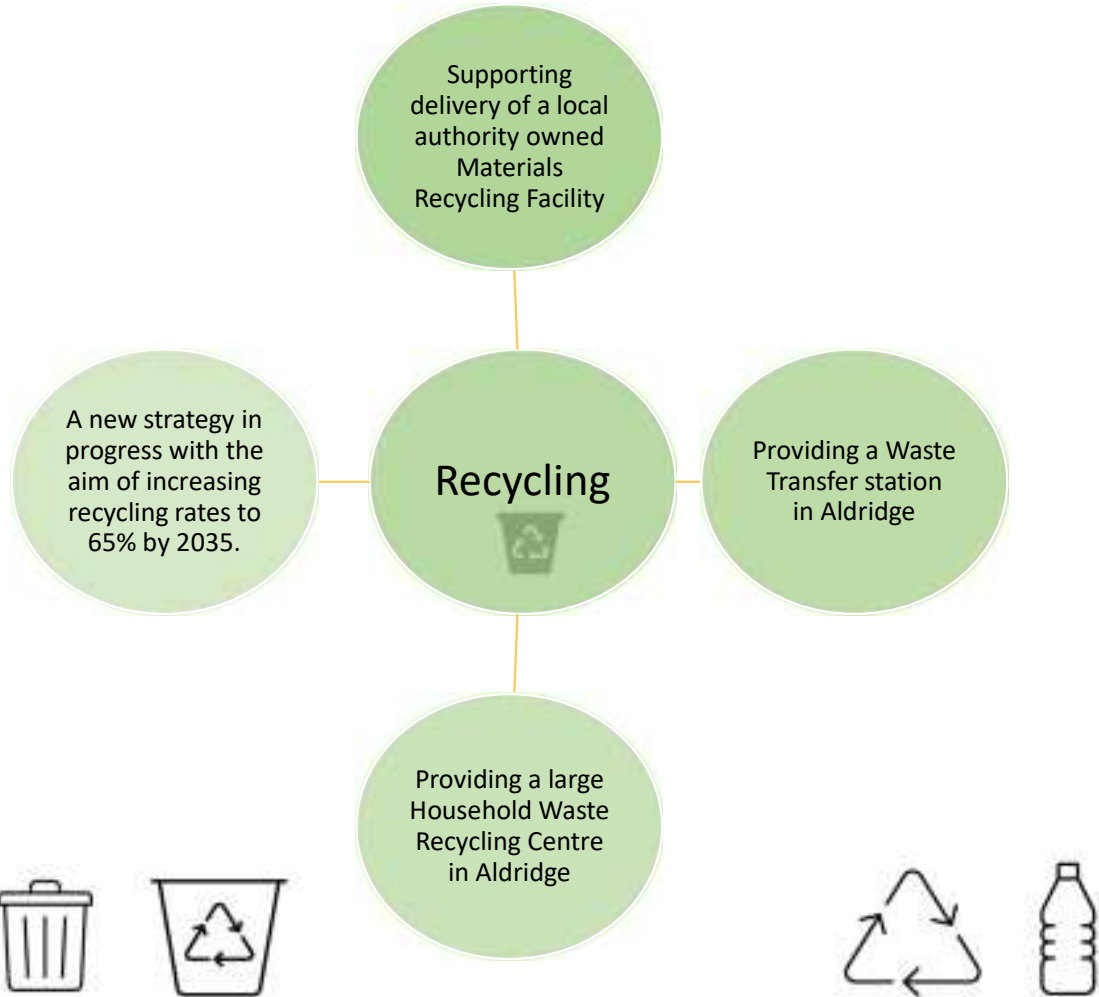 Supporting
delivery of a local
authority owned
Materials
Recycling Facility
A new strategy in
progress with the
aim of increasing
recycling rates to
65% by 2035.
Recycling
Providing a Waste
Transfer station
in Aldridge
Providing a large
Household Waste
Recycling Centre
in Aldridge